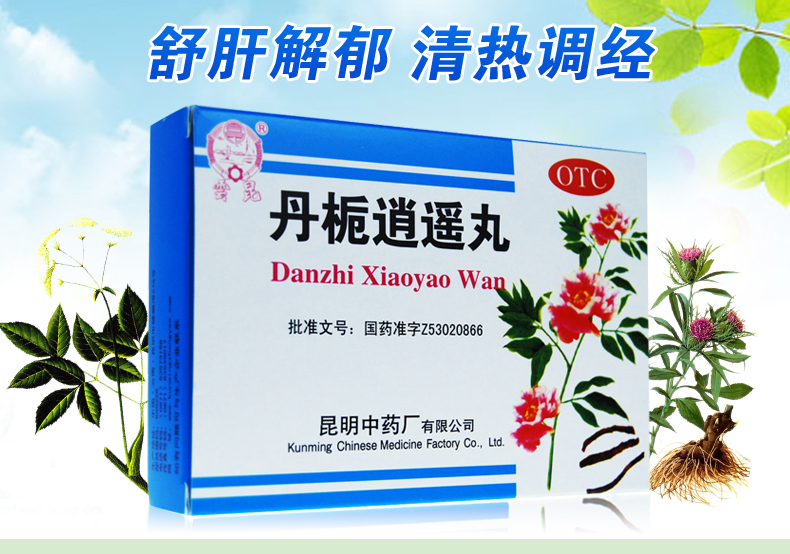 舒肝解郁 清热调经
®
雲昆
OTC
丹栀逍遥丸
Danzhi Xiaoyao Wan
批准文号：国药准字Z53020866
昆明中药厂有限公司
Kunming Chinese Medicine Factory Co., Ltd.